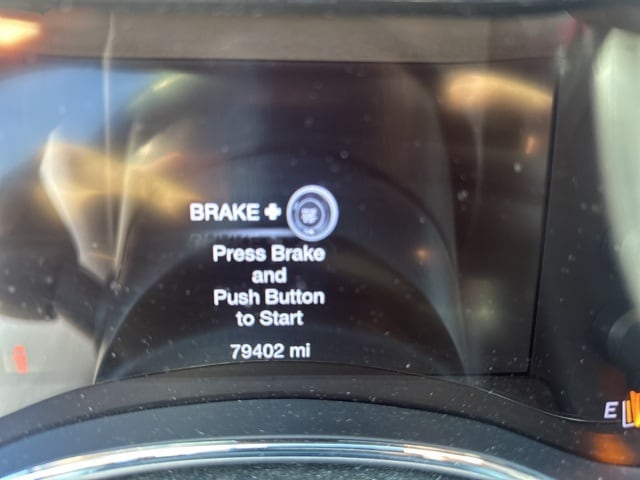 BRAKE +
Press Brake
and
Push Button
to Start
79402 mi
E